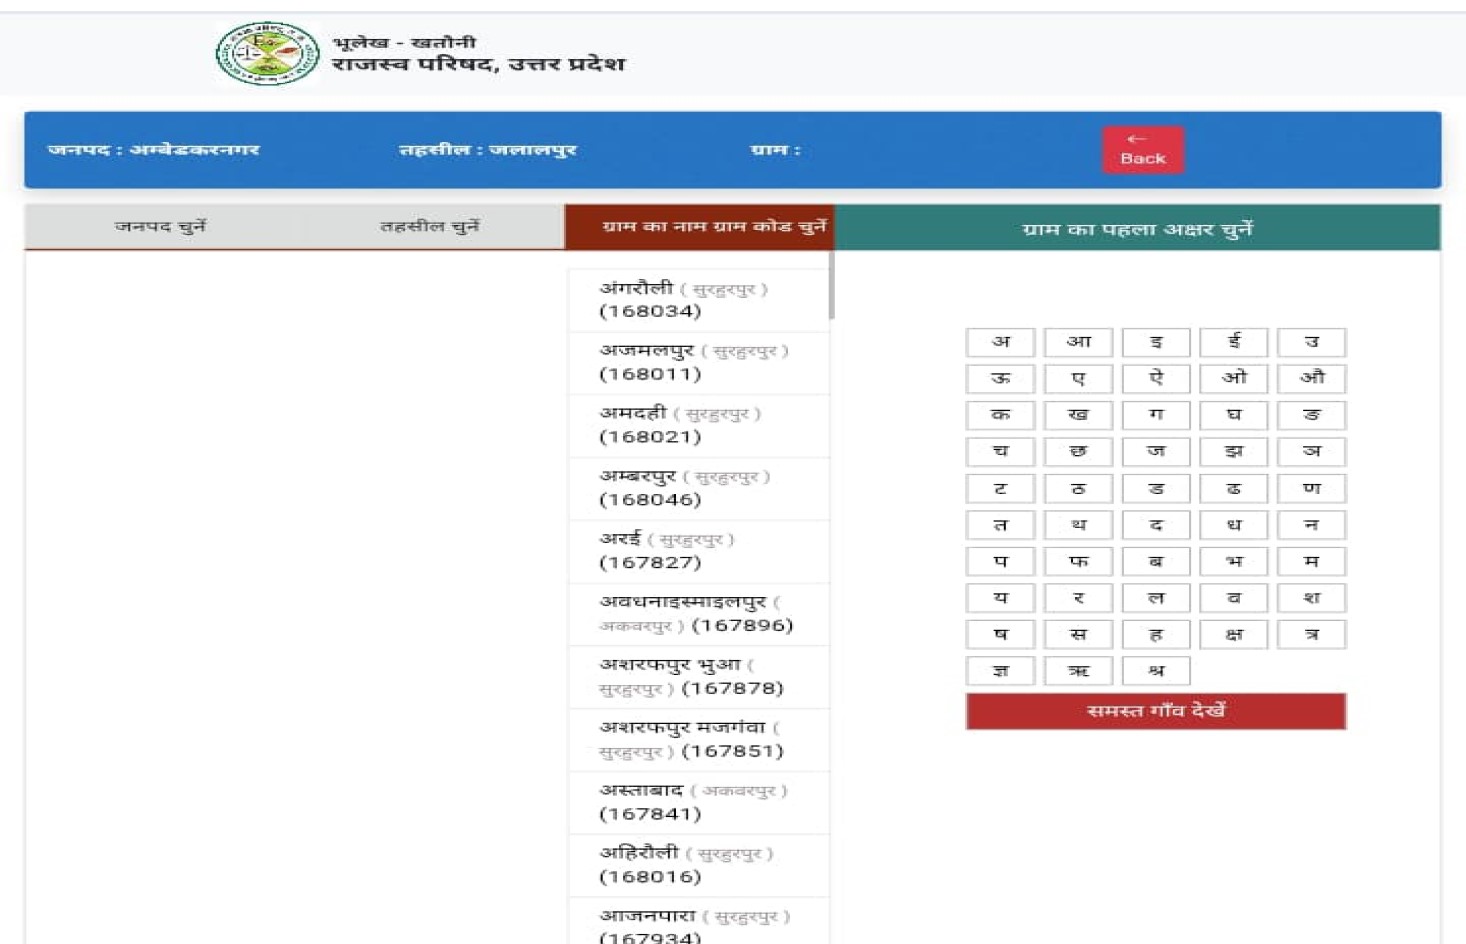 भूलेख - खतौनी
राजस्व परिषद, उत्तर प्रदेश
जनपद : अम्बेडकरनगर तहसील : जलालपुर ग्राम :
←
Back
जनपद चुनें तहसील चुनें ग्राम का नाम ग्राम कोड चुनें ग्राम का पहला अक्षर चुनें
अंगरौली ( सुरहुरपुर )
(168034)
अजमलपुर ( सुरहुरपुर )
(168011)
अमदही ( सुरहुरपुर )
(168021)
अम्बरपुर ( सुरहुरपुर )
(168046)
अरई ( सुरहुरपुर )
(167827)
अवधनाइस्माइलपुर (
अकवरपुर ) (167896)
अशरफपुर भुआ (
सुरहुरपुर ) (167878)
अशरफपुर मजगंवा (
सुरहुरपुर ) (167851)
अस्ताबाद ( अकवरपुर )
(167841)
अहिरौली ( सुरहुरपुर )
(168016)
आजनपारा ( सुरहुरपुर )
(167934)
अ आ इ ई उ
ऊ ए ऐ ओ औ
क ख ग घ ङ
च छ ज झ ञ
ट ठ ड ढ ण
त थ द ध न
प फ ब भ म
य र ल व श
ष स ह क्ष त्र
ज्ञ ऋ श्र
समस्त गाँव देखें